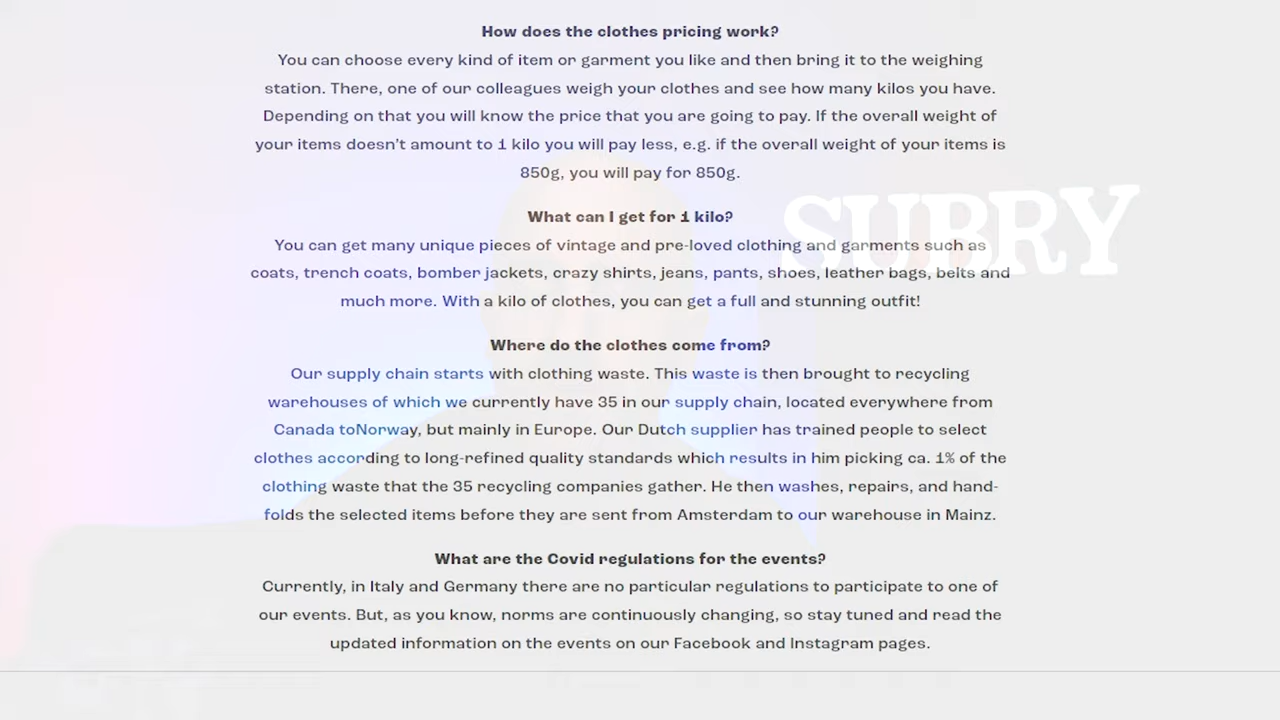 How does the clothes pricing work?
You can choose every kind of item or garment you like and then bring it to the weighing
station. There, one of our colleagues weigh your clothes and see how many kilos you have.
Depending on that you will know the price that you are going to pay. If the overall weight of
your items doesn't amount to 1 kilo you will pay less, e.g. if the overall weight of your items is
850g, you will pay for 850g.
What can I get for 1 kilo?
SUBRY
You can get many unique pieces of vintage and pre-loved clothing and garments such as
coats, trench coats, bomber jackets, crazy shirts, jeans, pants, shoes, leather bags, belts and
much more. With a kilo of clothes, you can get a full and stunning outfit!
Where do the clothes come from?
Our supply chain starts with clothing waste. This waste is then brought to recycling
warehouses of which we currently have 35 in our supply chain, located everywhere from
Canada toNorway, but mainly in Europe. Our Dutch supplier has trained people to select
clothes according to long-refined quality standards which results in him picking ca. 1% of the
clothing waste that the 35 recycling companies gather. He then washes, repairs, and hand-
folds the selected items before they are sent from Amsterdam to our warehouse in Mainz.
What are the Covid regulations for the events?
Currently, in Italy and Germany there are no particular regulations to participate to one of
our events. But, as you know, norms are continuously changing, so stay tuned and read the
updated information on the events on our Facebook and Instagram pages.